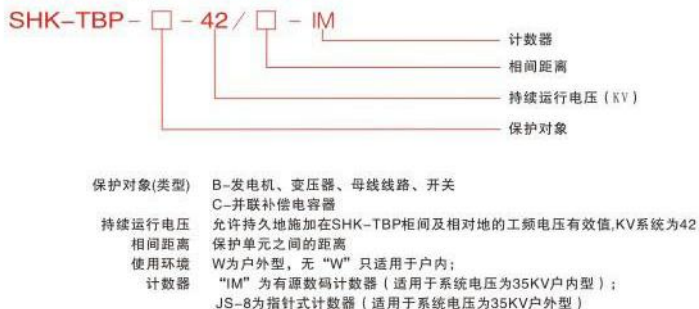 SHK-TBP-□-42/□-IM
计数器
相间距离
持续运行电压(KV)
保护对象
保护对象(类型) B-发电机、变压器、母线线路、开关
C-并联补偿电容器
持续运行电压 允许持久地施加在SHK-TBP柜间及相对地的工频电压有效值,KV系统为42
相间距离 保护单元之间的距离
使用环境 W为户外型,无“W”只适用于户内;
计数器 “IM”为有源数码计数器(适用于系统电压为35KV户内型);
JS-8为指针式计数器(适用于系统电压为35KV户外型)